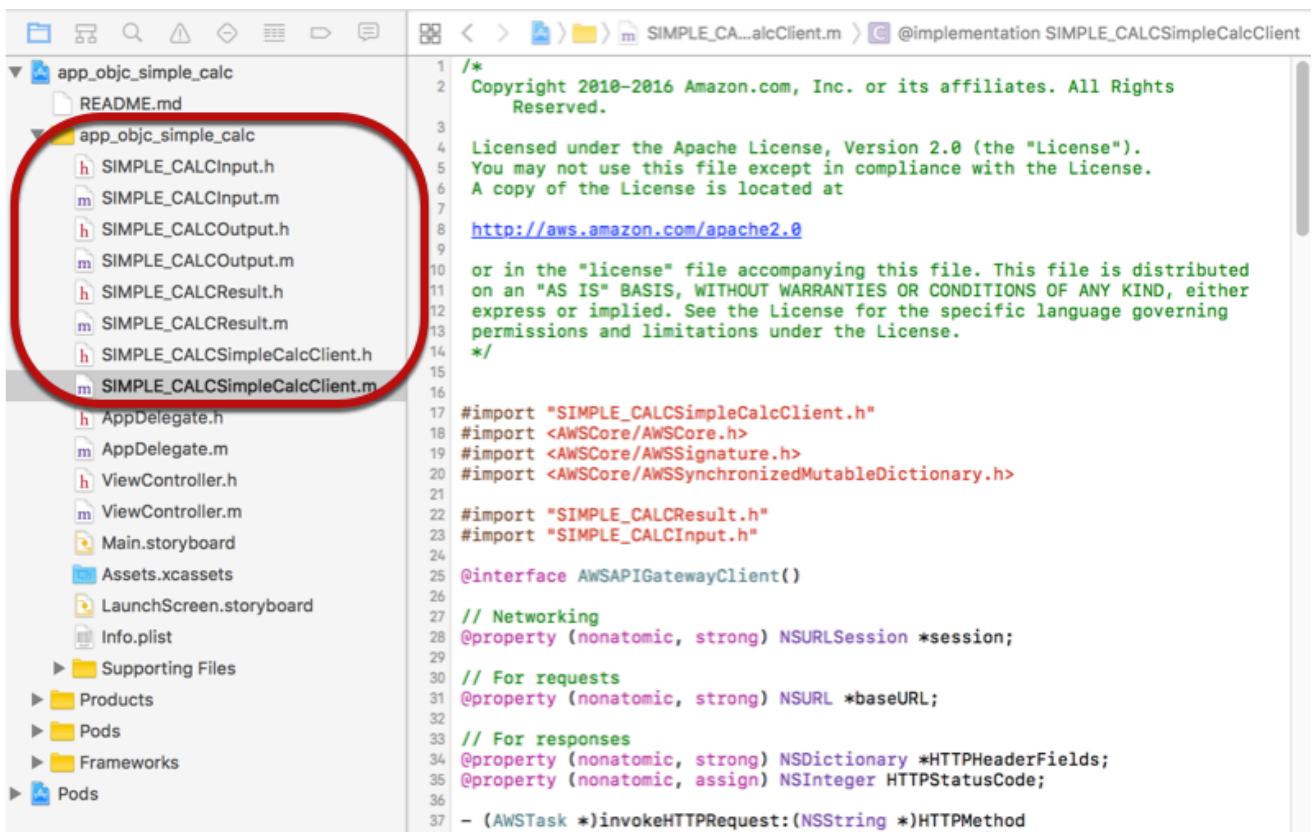 app_objc_simple_calc
README.md
app_objc_simple_calc
SIMPLE_CALCInput.h
SIMPLE_CALCInput.m
SIMPLE_CALCOutput.h
SIMPLE_CALCOutput.m
SIMPLE_CALCResult.h
SIMPLE_CALCResult.m
SIMPLE_CALCSimpleCalcClient.h
SIMPLE_CALCSimpleCalcClient.m
AppDelegate.h
AppDelegate.m
ViewController.h
ViewController.m
Main.storyboard
Assets.xcassets
LaunchScreen.storyboard
Info.plist
Supporting Files
Products
Pods
Frameworks
Pods
SIMPLE_CA...alcClient.m @implementation SIMPLE_CALCSimpleCalcClient
1 /*
2 Copyright 2010-2016 Amazon.com, Inc. or its affiliates. All Rights
Reserved.
3
4 Licensed under the Apache License, Version 2.0 (the "License").
5 You may not use this file except in compliance with the License.
6 A copy of the License is located at
7
8 http://aws.amazon.com/apache2.0
9
10 or in the "license" file accompanying this file. This file is distributed
11 on an "AS IS" BASIS, WITHOUT WARRANTIES OR CONDITIONS OF ANY KIND, either
12 express or implied. See the License for the specific language governing
13 permissions and limitations under the License.
14 */
15
16
17 #import "SIMPLE_CALCSimpleCalcClient.h"
18 #import <AWSCore/AWSCore.h>
19 #import <AWSCore/AWSSignature.h>
20 #import <AWSCore/AWSSynchronizedMutableDictionary.h>
21
22 #import "SIMPLE_CALCResult.h"
23 #import "SIMPLE_CALCInput.h"
24
25 @interface AWSAPIGatewayClient()
26
27 // Networking
28 @property (nonatomic, strong) NSURLSession *session;
29
30 // For requests
31 @property (nonatomic, strong) NSURL *baseURL;
32
33 // For responses
34 @property (nonatomic, strong) NSDictionary *HTTPHeaderFields;
35 @property (nonatomic, assign) NSInteger HTTPStatusCode;
36
37 - (AWSTask *)invokeHTTPRequest:(NSString *)HTTPMethod